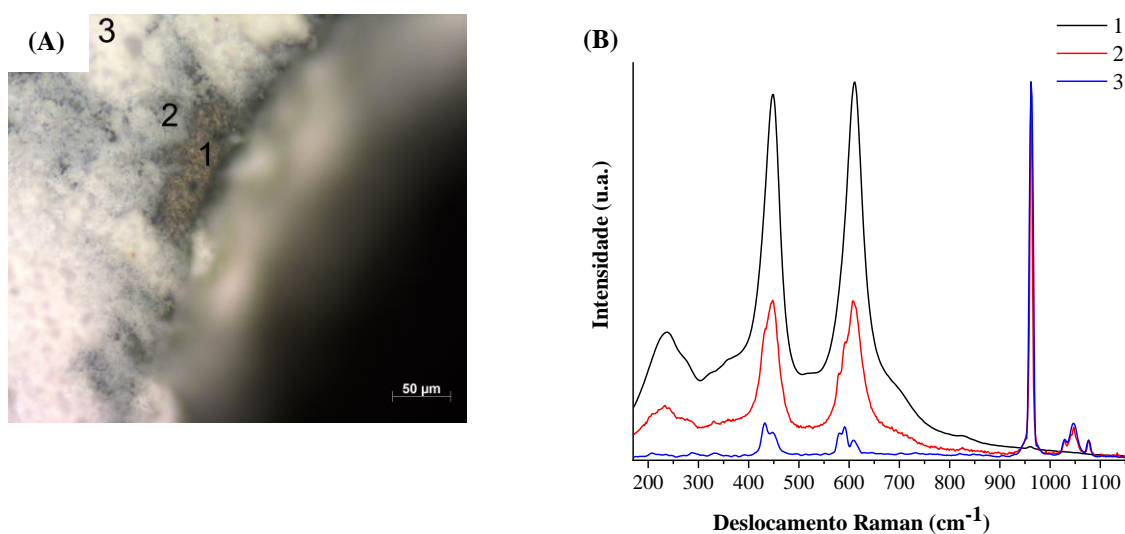 (A)
3
2
1
50 µm
(B)
1
2
3
Intensidade (u.a.)
200 300 400 500 600 700 800 900 1000 1100
Deslocamento Raman (cm-1)